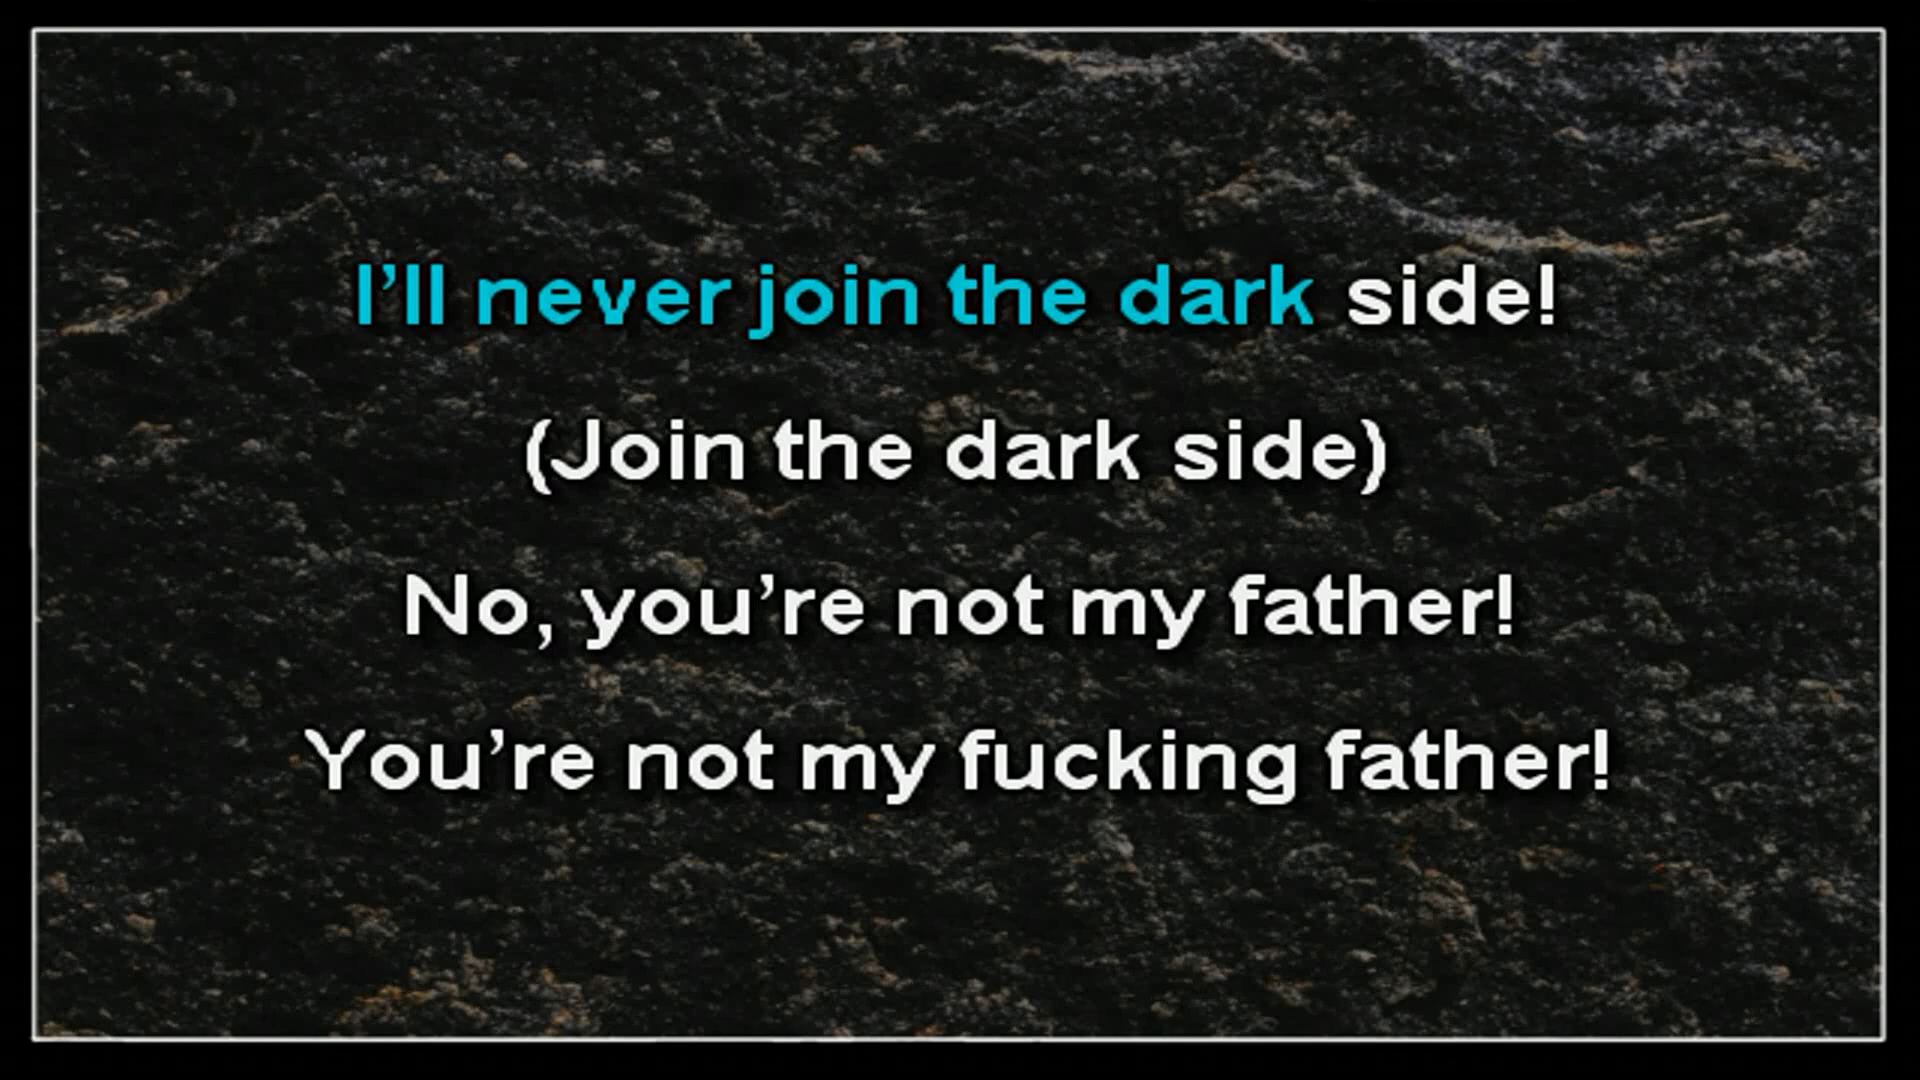 I’ll never join the dark side!
(Join the dark side)
No, you’re not my father!
You’re not my fucking father!